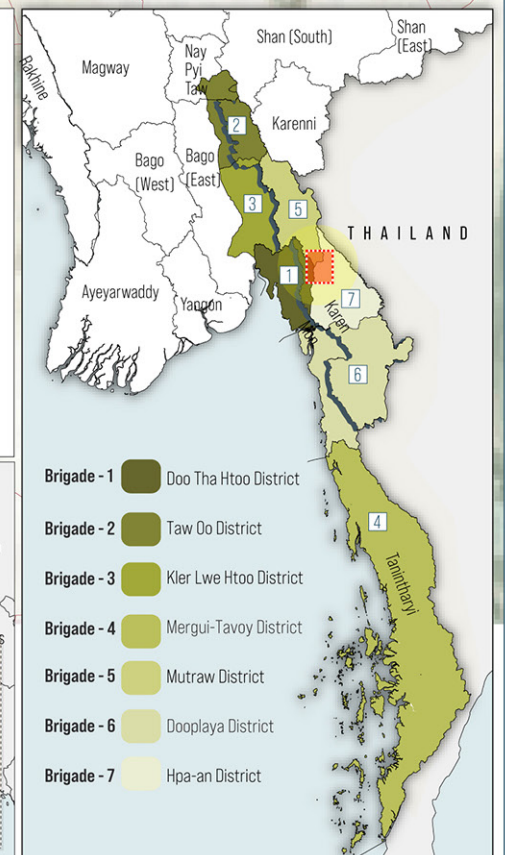 Shan (South)
Shan
(East)
Nay
Pyi
Taw
Magway
Rakhine
Karenni
2
Bago
(West)
Bago
(East)
3
5
THAILAND
1
7
Karen
Ayeyarwaddy
Yangon
Mon
6
4
Tanintharyi
Brigade - 1 Doo Tha Htoo District
Brigade - 2 Taw Oo District
Brigade - 3 Kler Lwe Htoo District
Brigade - 4 Mergui-Tavoy District
Brigade - 5 Mutraw District
Brigade - 6 Dooplaya District
Brigade - 7 Hpa-an District